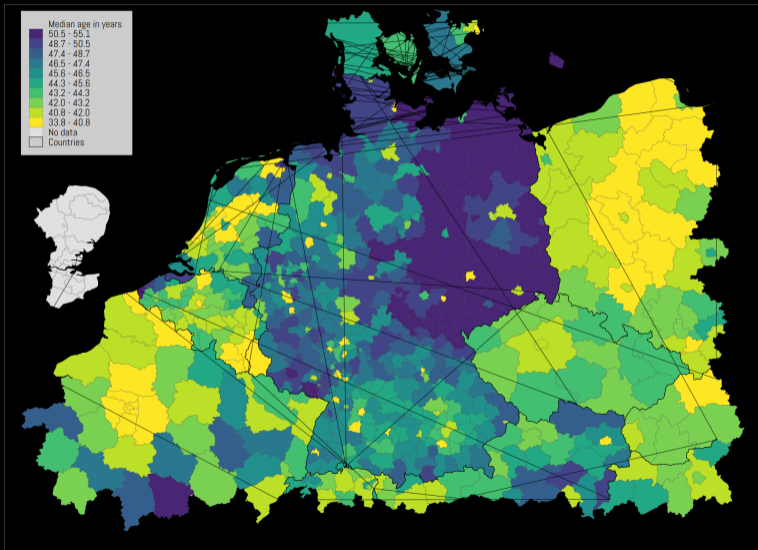 Median age in years
50.5 - 55.1
48.7 - 50.5
47.4 - 48.7
46.5 - 47.4
45.6 - 46.5
44.3 - 45.6
43.2 - 44.3
42.0 - 43.2
40.8 - 42.0
33.8 - 40.8
No data
Countries